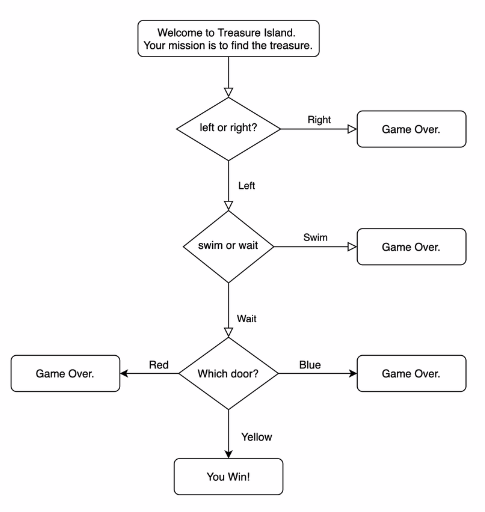 Welcome to Treasure Island.
Your mission is to find the treasure.
left or right?
Right
Game Over.
Left
swim or wait
Swim
Game Over.
Wait
Game Over.
Red
Which door?
Blue
Game Over.
Yellow
You Win!